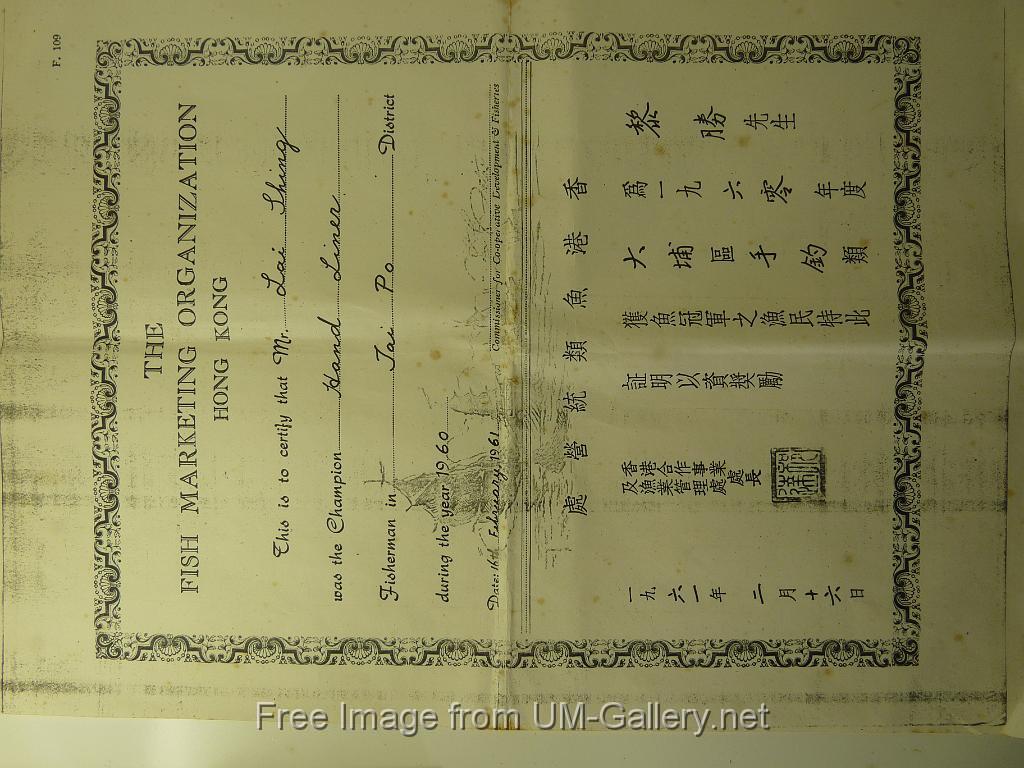 F. 109
THE
FISH MARKETING ORGANIZATION
HONG KONG
This is to certify that Mr. Lai Shing
was the Champion Hand Liner
Fisherman in Tai Po District
during the year 1960
Date: 16th February, 1961
Commissioner for Co-operative Development & Fisheries
香港魚類統營處
黎勝先生
爲一九六零年度
大埔區手釣類
獲魚冠軍之漁民特此
証明以資獎勵
香港合作事業
及漁業管理處處長
一九六一年二月十六日
Free Image from UM-Gallery.net